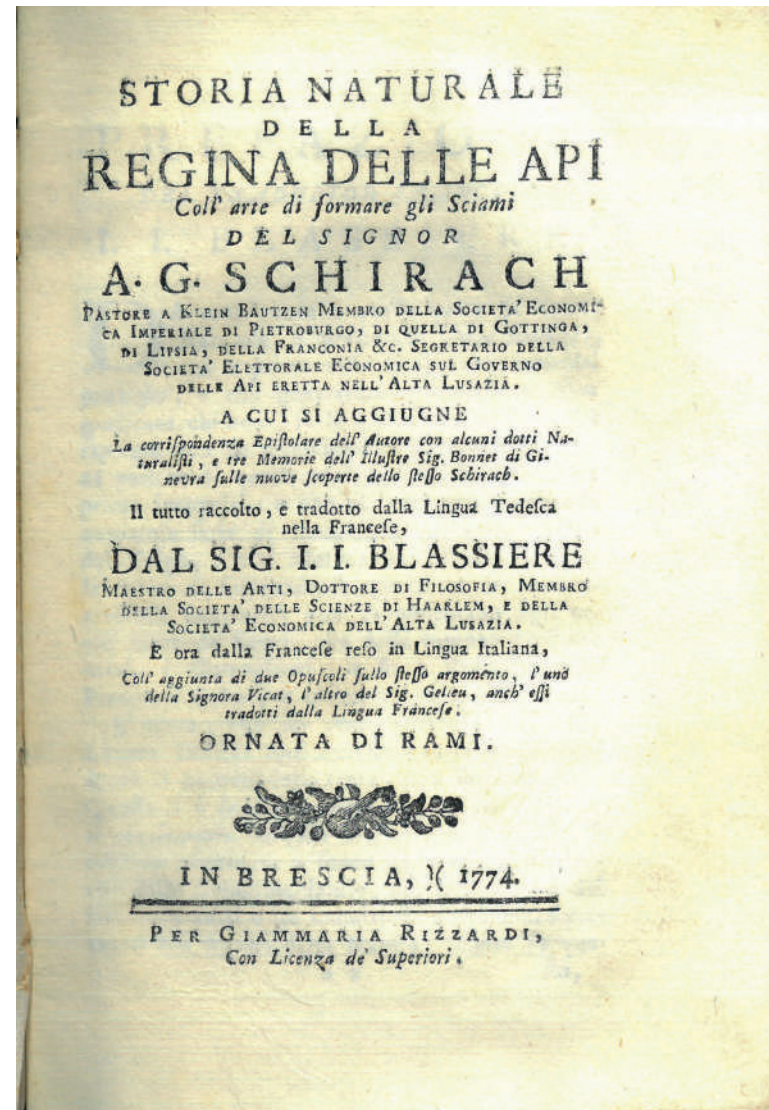 STORIA NATURALE
DELLA
REGINA DELLE API
Coll' arte di formare gli Sciami
DEL SIGNOR
A. G. SCHIRACH
PASTORE A KLEIN BAUTZEN MEMBRO DELLA SOCIETA' ECONOMI-
CA IMPERIALE DI PIETROBURGO, DI QUELLA DI GOTTINGA,
DI LIPSIA, DELLA FRANCONIA &c. SEGRETARIO DELLA
SOCIETA' ELETTORALE ECONOMICA SUL GOVERNO
DELLE API ERETTA NELL' ALTA LUSAZIA.
A CUI SI AGGIUGNE
La corriſpondenza Epiſtolare dell' Autore con alcuni dotti Na-
turaliſti, e tre Memorie dell' Illuſtre Sig. Bonnet di Gi-
nevra ſulle nuove ſcoperte dello ſteſſo Schirach.
Il tutto raccolto, e tradotto dalla Lingua Tedeſca
nella Franceſe,
DAL SIG. I. I. BLASSIERE
MAESTRO DELLE ARTI, DOTTORE DI FILOSOFIA, MEMBRO
DELLA SOCIETA' DELLE SCIENZE DI HAARLEM, E DELLA
SOCIETA' ECONOMICA DELL' ALTA LUSAZIA.
E ora dalla Franceſe reſo in Lingua Italiana,
Coll' aggiunta di due Opuſcoli ſullo ſteſſo argomento, l' uno
della Signora Vicat, l' altro del Sig. Gelieu, anch' eſſi
tradotti dalla Lingua Franceſe.
ORNATA DI RAMI.
IN BRESCIA, )( 1774.
PER GIAMMARIA RIZZARDI,
Con Licenza de' Superiori.